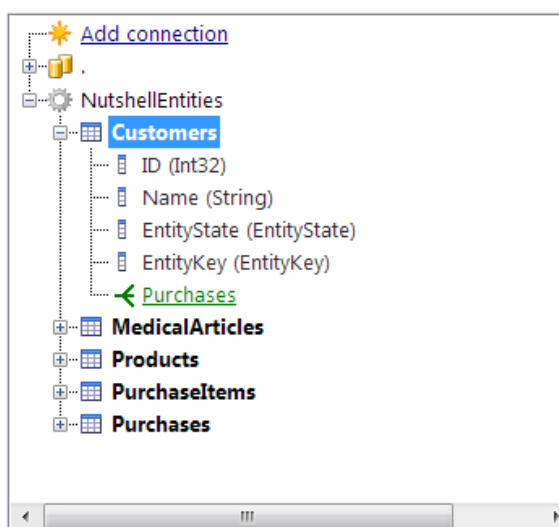 Add connection
.
NutshellEntities
Customers
ID (Int32)
Name (String)
EntityState (EntityState)
EntityKey (EntityKey)
Purchases
MedicalArticles
Products
PurchaseItems
Purchases